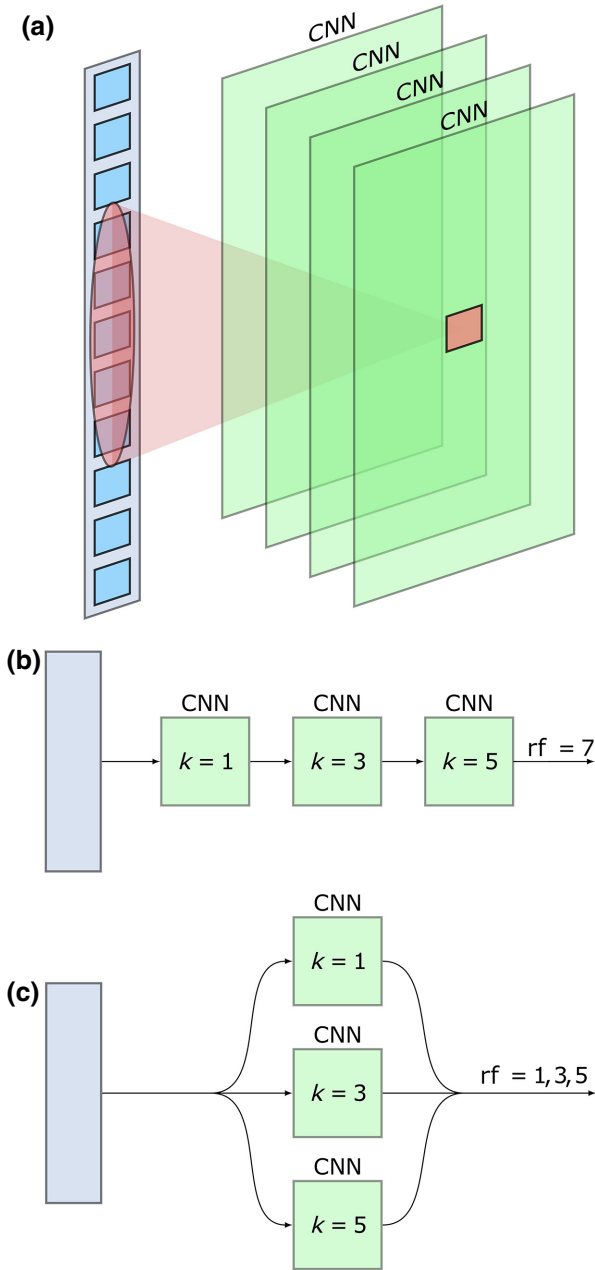 (a)
CNN
CNN
CNN
CNN
(b)
CNN CNN CNN
k = 1 k = 3 k = 5 rf = 7
CNN
k = 1
(c)
CNN
k = 3 rf = 1,3,5
CNN
k = 5